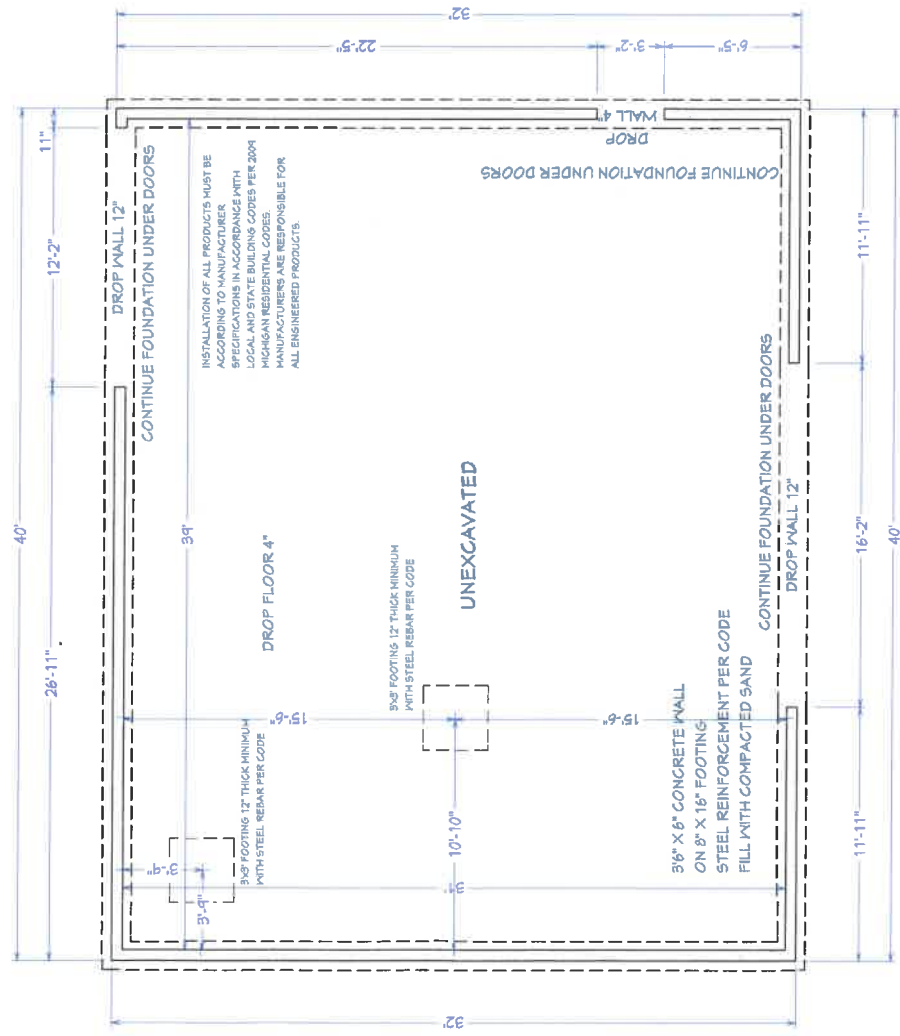 32'
22'-5"
3'-2"
6'-5"
40'
26'-11"
12'-2"
11"
DROP WALL 12"
CONTINUE FOUNDATION UNDER DOORS
INSTALLATION OF ALL PRODUCTS MUST BE
ACCORDING TO MANUFACTURER
SPECIFICATIONS IN ACCORDANCE WITH
LOCAL AND STATE BUILDING CODES PER 2009
MICHIGAN RESIDENTIAL CODES.
MANUFACTURERS ARE RESPONSIBLE FOR
ALL ENGINEERED PRODUCTS.
39'
DROP FLOOR 4"
DROP
WALL 4"
CONTINUE FOUNDATION UNDER DOORS
3'-9"
3'-9"
3x3' FOOTING 12" THICK MINIMUM
WITH STEEL REBAR PER CODE
3x3' FOOTING 12" THICK MINIMUM
WITH STEEL REBAR PER CODE
15'-6"
15'-6"
10'-10"
UNEXCAVATED
3'6" X 6" CONCRETE WALL
ON 8" X 16" FOOTING
STEEL REINFORCEMENT PER CODE
FILL WITH COMPACTED SAND
CONTINUE FOUNDATION UNDER DOORS
DROP WALL 12"
11'-11"
16'-2"
11'-11"
40'
32'